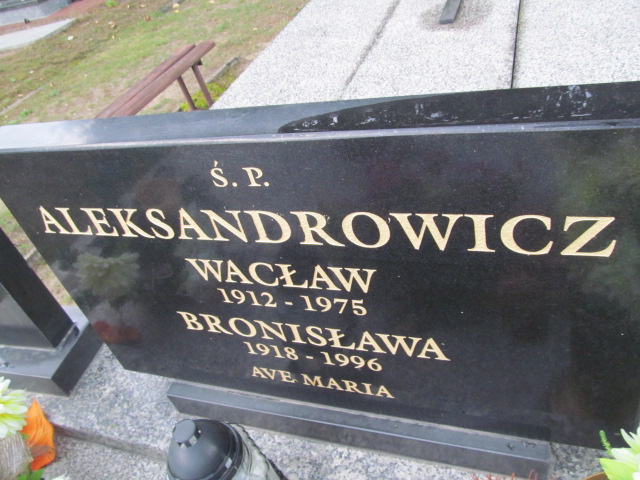 Ś. P.
ALEKSANDROWICZ
WACŁAW
1912 - 1975
BRONISŁAWA
1918 - 1996
AVE MARIA